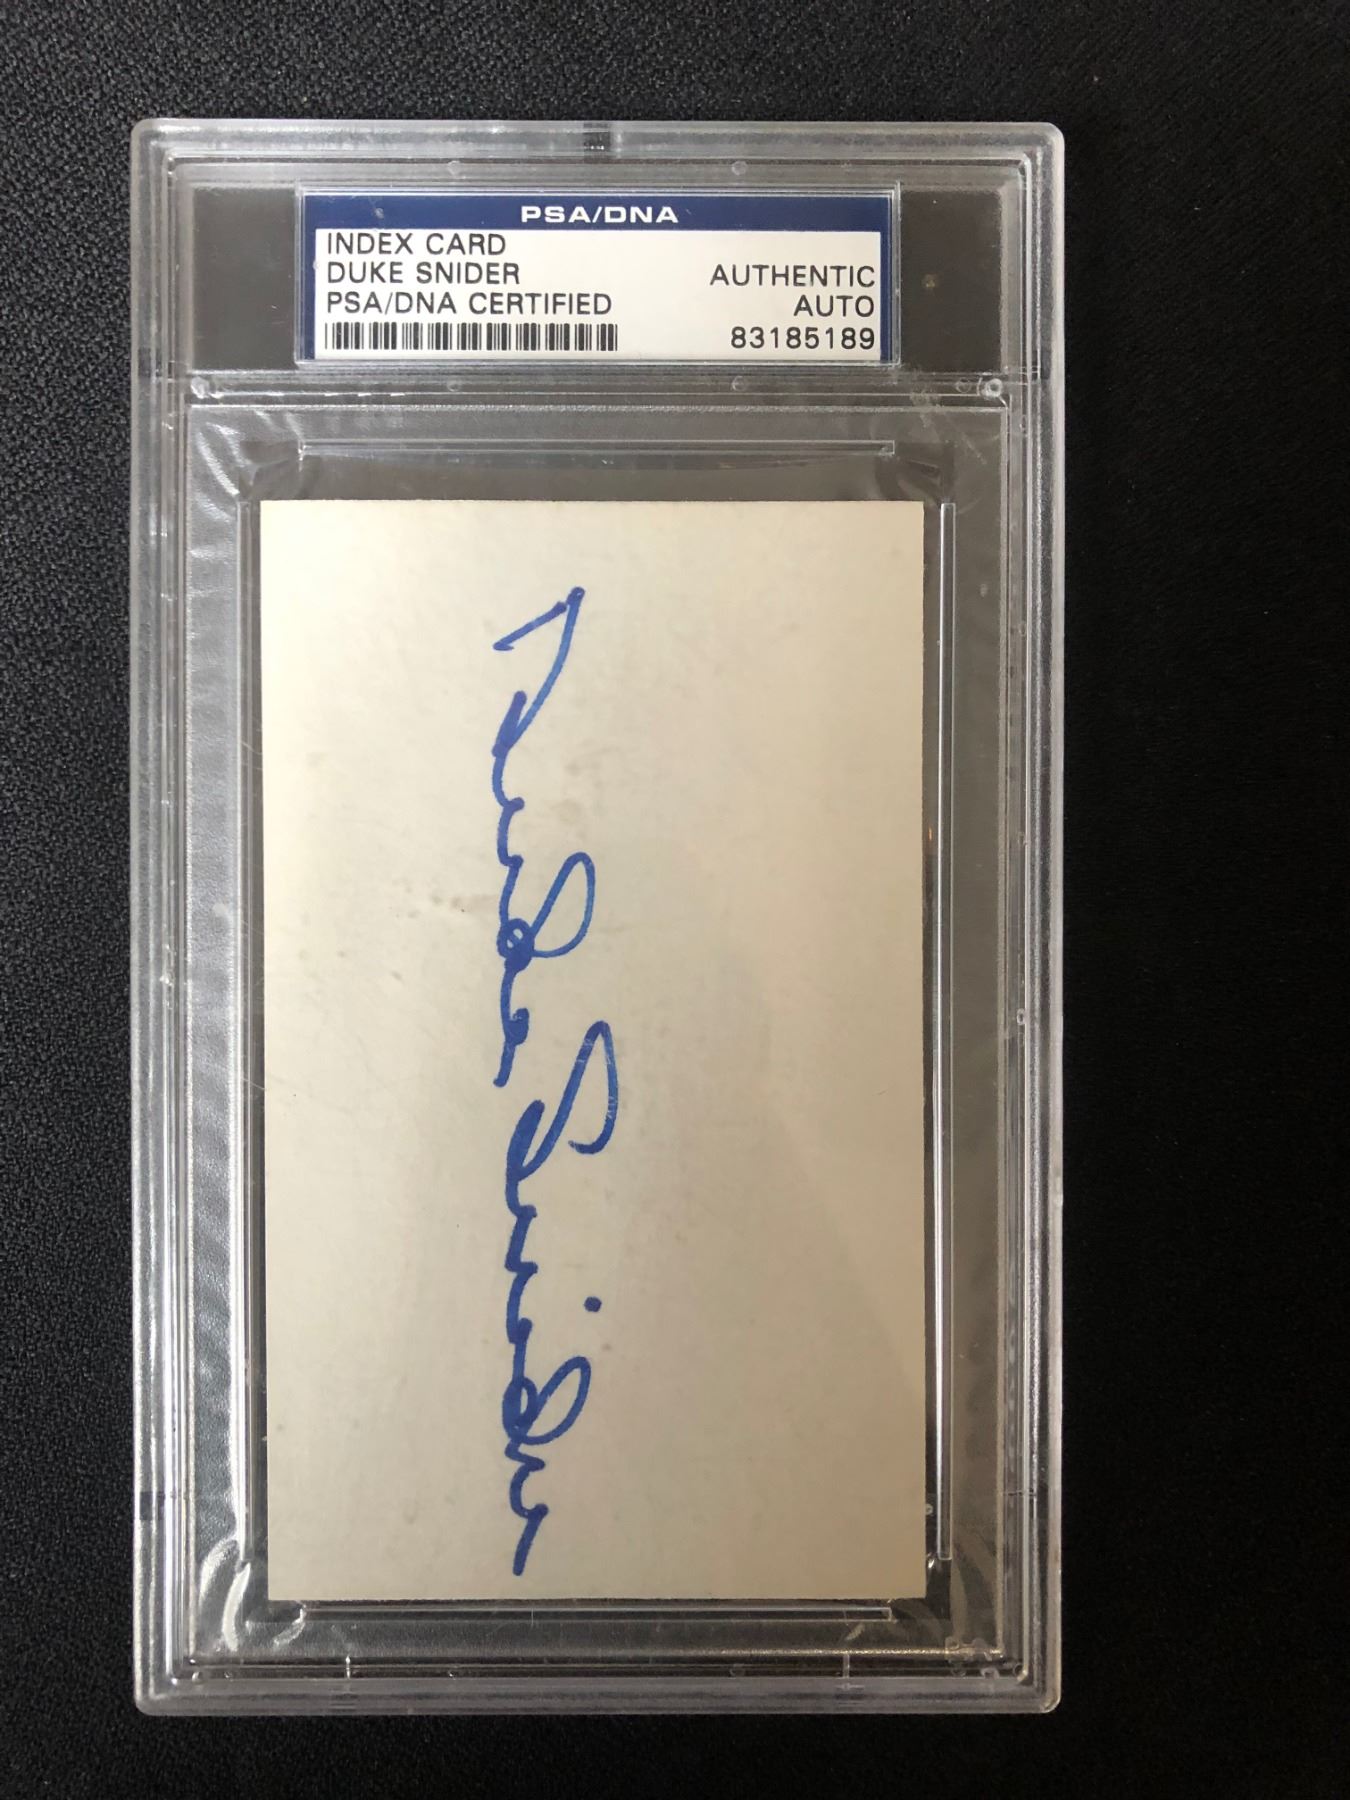 PSA/DNA
INDEX CARD
DUKE SNIDER
PSA/DNA CERTIFIED
AUTHENTIC
AUTO
83185189
Duke Snider